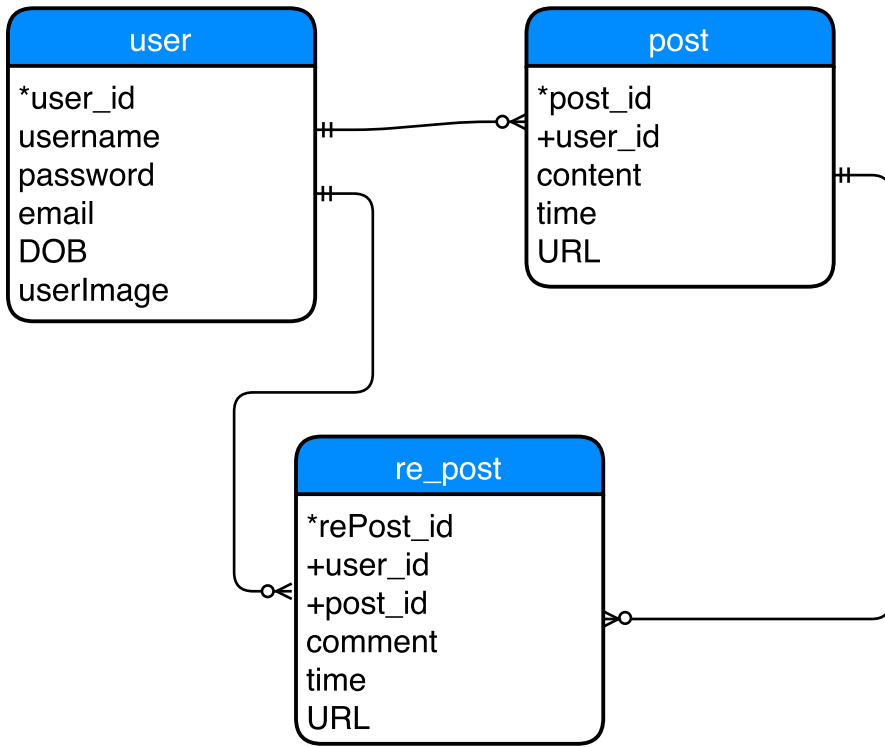 user
*user_id
username
password
email
DOB
userImage
post
*post_id
+user_id
content
time
URL
re_post
*rePost_id
+user_id
+post_id
comment
time
URL